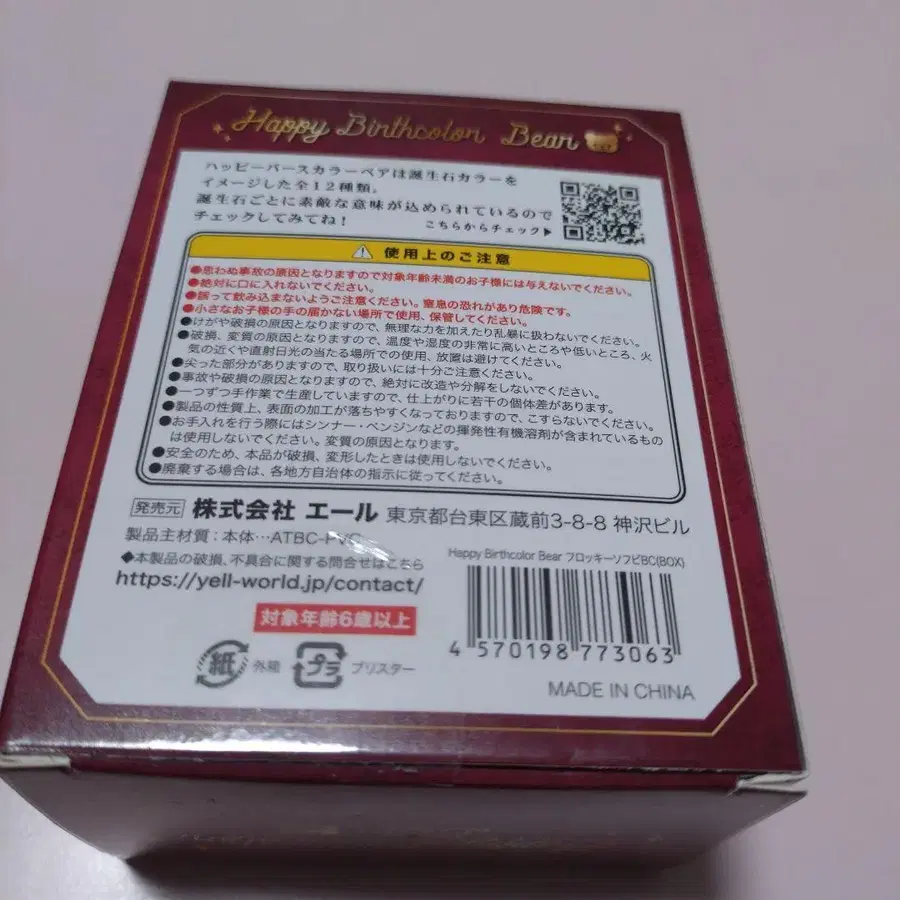 Happy Birthcolor Bear
ハッピーバースカラーベアは誕生石カラーを
イメージした全12種類。
誕生石ごとに素敵な意味が込められているので
チェックしてみてね！
こちらからチェック▶
使用上のご注意
●思わぬ事故の原因となりますので対象年齢未満のお子様には与えないでください。
●絶対に口に入れないでください。
●誤って飲み込まないようご注意ください。窒息の恐れがあり危険です。
●小さなお子様の手の届かない場所で使用、保管してください。
●けがや破損の原因となりますので、無理な力を加えたり乱暴に扱わないでください。
●破損、変質の原因となりますので、温度や湿度の非常に高いところや低いところ、火
気の近くや直射日光の当たる場所での使用、放置は避けてください。
●尖った部分がありますので、取り扱いには十分ご注意ください。
●事故や破損の原因となりますので、絶対に改造や分解をしないでください。
●一つずつ手作業で生産していますので、仕上がりに若干の個体差があります。
●製品の性質上、表面の加工が落ちやすくなっておりますので、こすらないでください。
●お手入れを行う際にはシンナー・ベンジンなどの揮発性有機溶剤が含まれているもの
は使用しないでください。変質の原因となります。
●安全のため、本品が破損、変形したときは使用しないでください。
●廃棄する場合は、各地方自治体の指示に従ってください。
発売元 株式会社 エール 東京都台東区蔵前3-8-8 神沢ビル
製品主材質：本体…ATBC-PVC
◆本製品の破損、不具合に関する問合せはこちら
https://yell-world.jp/contact/
対象年齢6歳以上
紙 外箱 プラ ブリスター
Happy Birthcolor Bear フロッキーソフビBC(BOX)
4 570198 773063
MADE IN CHINA